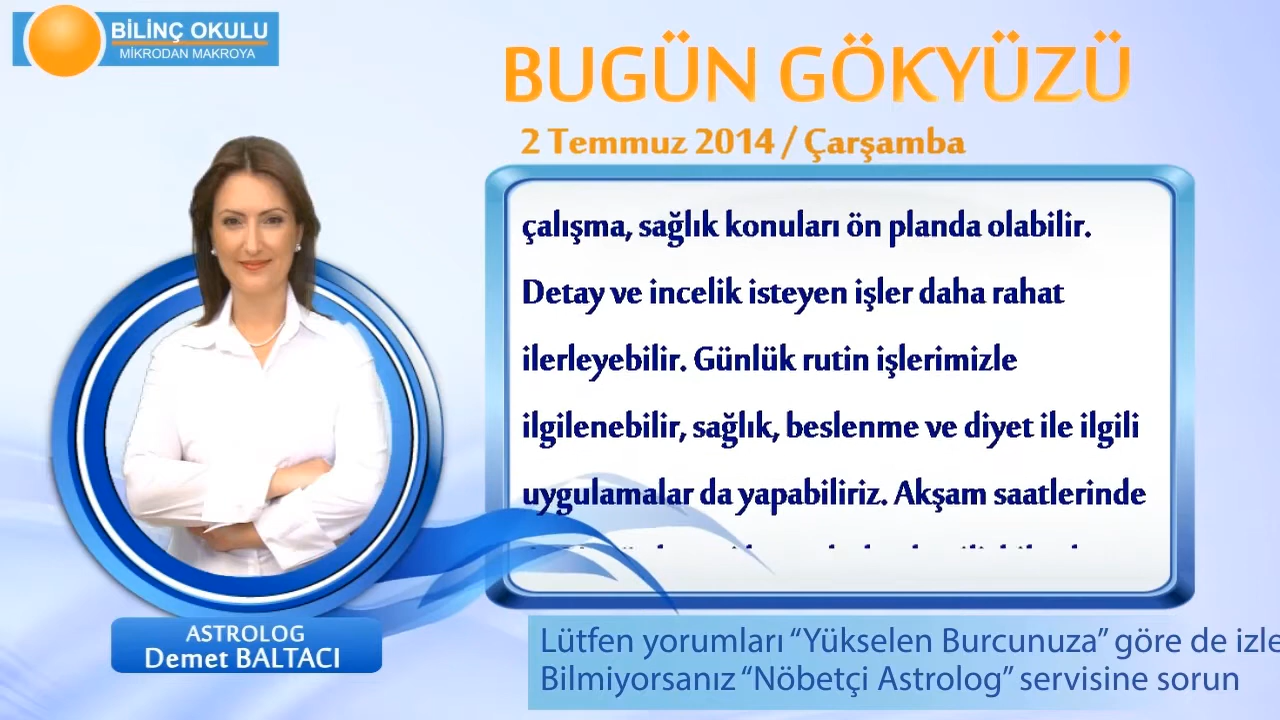 BİLİNÇ OKULU
MİKRODAN MAKROYA
BUGÜN GÖKYÜZÜ
2 Temmuz 2014 / Çarşamba
çalışma, sağlık konuları ön planda olabilir.
Detay ve incelik isteyen işler daha rahat
ilerleyebilir. Günlük rutin işlerimizle
ilgilenebilir, sağlık, beslenme ve diyet ile ilgili
uygulamalar da yapabiliriz. Akşam saatlerinde
ASTROLOG
Demet BALTACI
Lütfen yorumları “Yükselen Burcunuza” göre de izle
Bilmiyorsanız “Nöbetçi Astrolog” servisine sorun